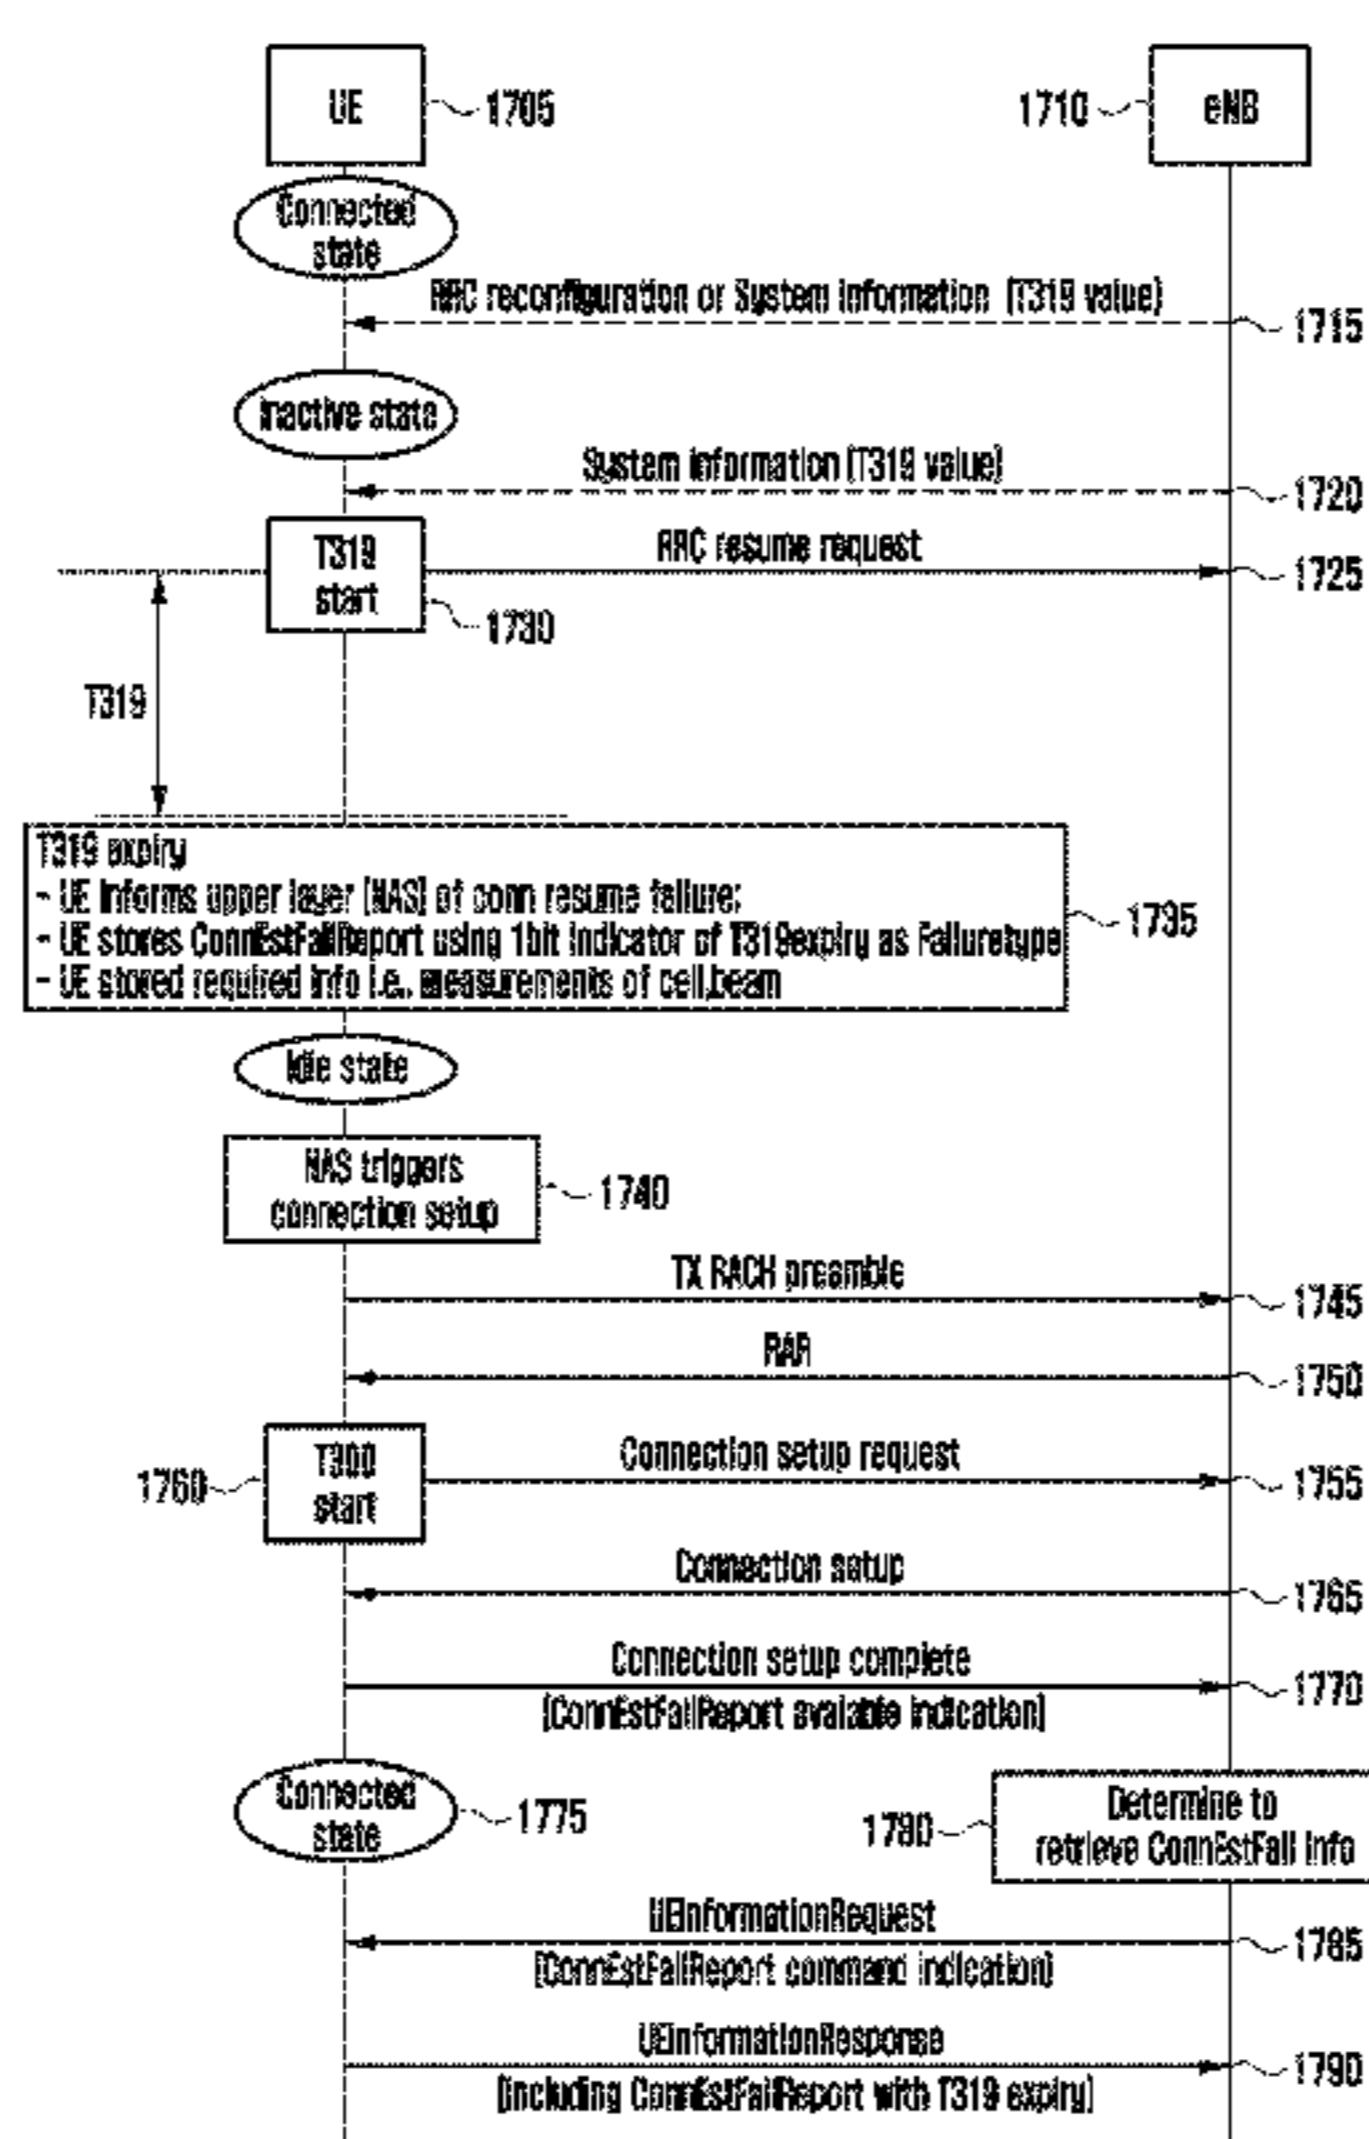 UE
1705
1710
eNB
Connected
state
RRC reconfiguration or System information (T319 value)
1715
Inactive state
System information (T319 value)
1720
T319
start
RRC resume request
1725
1730
T319
T319 expiry
- UE informs upper layer (NAS) of conn resume failure;
- UE stores ConnEstFailReport using 1bit indicator of T319expiry as Failuretype
- UE stored required info i.e., measurements of cell,beam
1735
Idle state
NAS triggers
connection setup
1740
TX RACH preamble
1745
RAR
1750
1760
T300
start
Connection setup request
1755
Connection setup
1765
Connection setup complete
(ConnEstFailReport available indication)
1770
Connected
state
1775
1780
Determine to
retrieve ConnEstFail info
UEInformationRequest
(ConnEstFailReport command indication)
1785
UEInformationResponse
(including ConnEstFailReport with T319 expiry)
1790